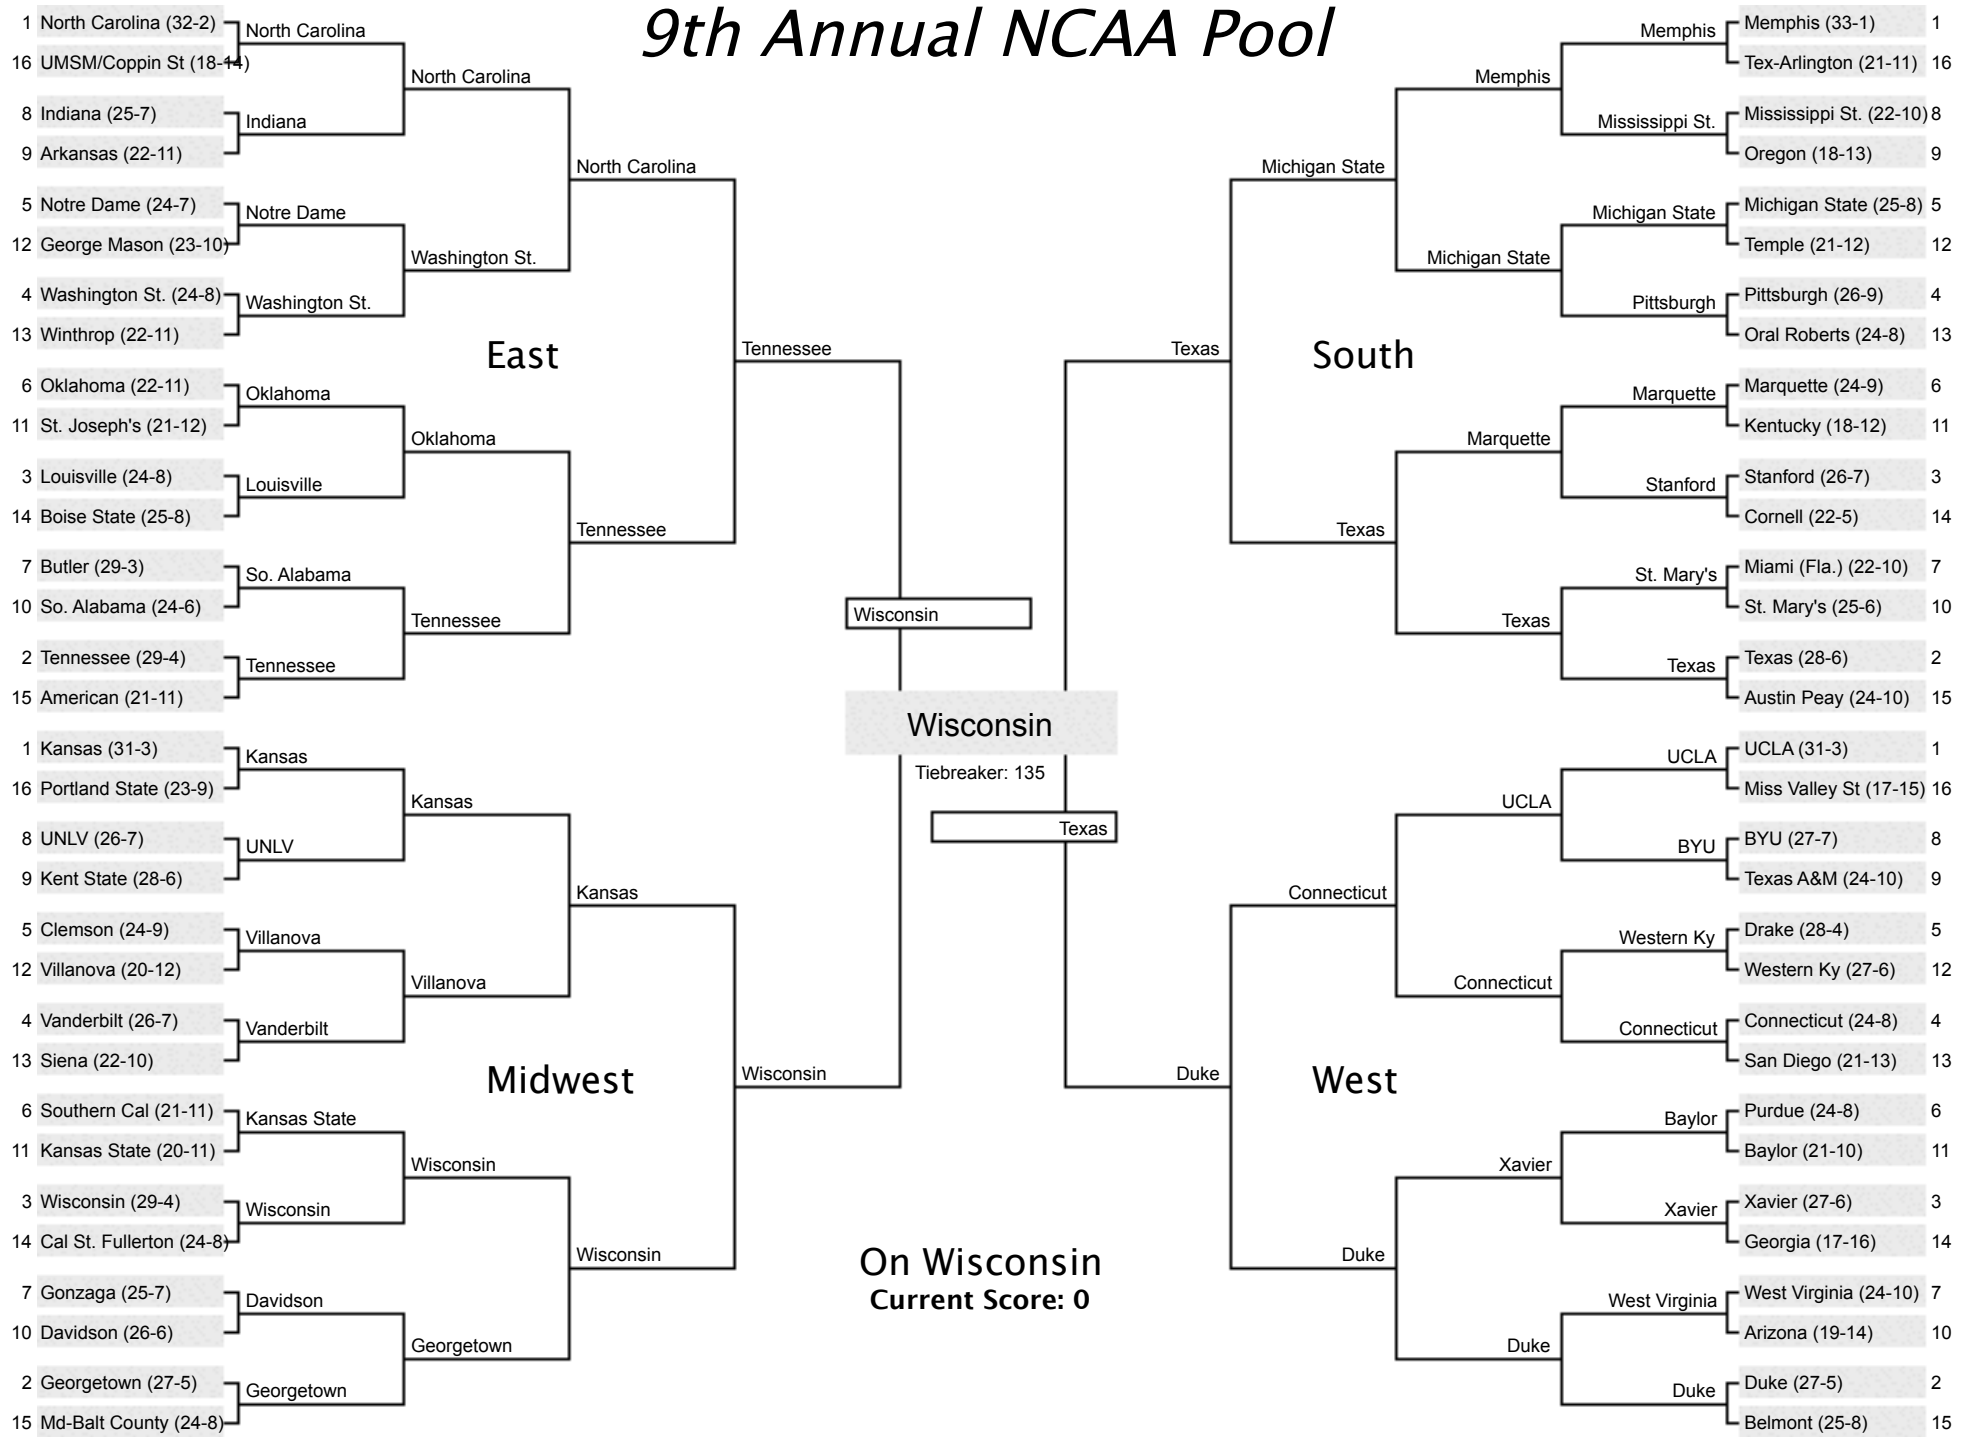 9th Annual NCAA Pool
1 North Carolina (32-2)
16 UMSM/Coppin St (18-14)
8 Indiana (25-7)
9 Arkansas (22-11)
5 Notre Dame (24-7)
12 George Mason (23-10)
4 Washington St. (24-8)
13 Winthrop (22-11)
6 Oklahoma (22-11)
11 St. Joseph's (21-12)
3 Louisville (24-8)
14 Boise State (25-8)
7 Butler (29-3)
10 So. Alabama (24-6)
2 Tennessee (29-4)
15 American (21-11)
North Carolina
Indiana
Notre Dame
Washington St.
Oklahoma
Louisville
So. Alabama
Tennessee
North Carolina
Washington St.
Oklahoma
Tennessee
North Carolina
Tennessee
Tennessee
East
1 Kansas (31-3)
16 Portland State (23-9)
8 UNLV (26-7)
9 Kent State (28-6)
5 Clemson (24-9)
12 Villanova (20-12)
4 Vanderbilt (26-7)
13 Siena (22-10)
6 Southern Cal (21-11)
11 Kansas State (20-11)
3 Wisconsin (29-4)
14 Cal St. Fullerton (24-8)
7 Gonzaga (25-7)
10 Davidson (26-6)
2 Georgetown (27-5)
15 Md-Balt County (24-8)
Kansas
UNLV
Villanova
Vanderbilt
Kansas State
Wisconsin
Davidson
Georgetown
Kansas
Villanova
Wisconsin
Georgetown
Kansas
Wisconsin
Wisconsin
Midwest
Wisconsin
Wisconsin
Tiebreaker: 135
Texas
On Wisconsin
Current Score: 0
Memphis (33-1) 1
Tex-Arlington (21-11) 16
Mississippi St. (22-10) 8
Oregon (18-13) 9
Michigan State (25-8) 5
Temple (21-12) 12
Pittsburgh (26-9) 4
Oral Roberts (24-8) 13
Marquette (24-9) 6
Kentucky (18-12) 11
Stanford (26-7) 3
Cornell (22-5) 14
Miami (Fla.) (22-10) 7
St. Mary's (25-6) 10
Texas (28-6) 2
Austin Peay (24-10) 15
Memphis
Mississippi St.
Michigan State
Pittsburgh
Marquette
Stanford
St. Mary's
Texas
Memphis
Michigan State
Marquette
Texas
Michigan State
Texas
Texas
South
UCLA (31-3) 1
Miss Valley St (17-15) 16
BYU (27-7) 8
Texas A&M (24-10) 9
Drake (28-4) 5
Western Ky (27-6) 12
Connecticut (24-8) 4
San Diego (21-13) 13
Purdue (24-8) 6
Baylor (21-10) 11
Xavier (27-6) 3
Georgia (17-16) 14
West Virginia (24-10) 7
Arizona (19-14) 10
Duke (27-5) 2
Belmont (25-8) 15
UCLA
BYU
Western Ky
Connecticut
Baylor
Xavier
West Virginia
Duke
UCLA
Connecticut
Xavier
Duke
Connecticut
Duke
Duke
West